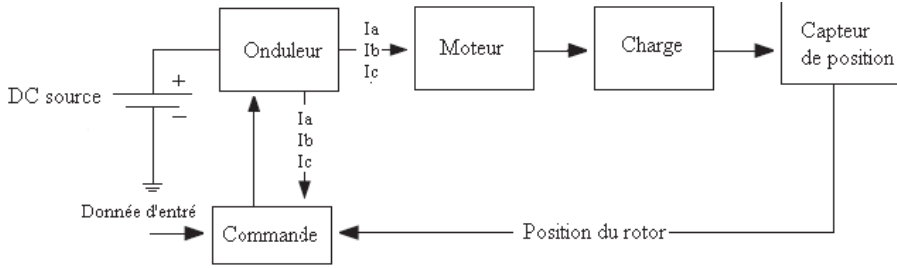 Onduleur
Ia
Ib
Ic
Moteur
Charge
Capteur
de position
DC source
+
−
Ia
Ib
Ic
Donnée d'entré
Commande
Position du rotor